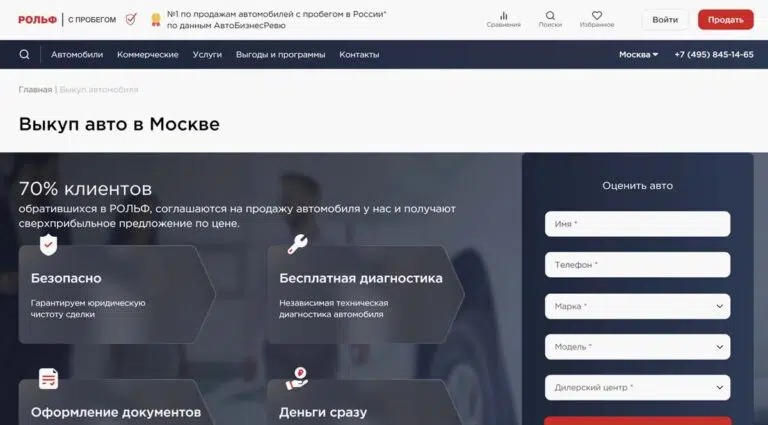 РОЛЬФ | С ПРОБЕГОМ
№1 по продажам автомобилей с пробегом в России*
по данным АвтоБизнесРевю
Сравнения
Поиски
Избранное
Войти
Продать
Автомобили
Коммерческие
Услуги
Выгоды и программы
Контакты
Москва
+7 (495) 845-14-65
Главная | Выкуп автомобиля
Выкуп авто в Москве
70% клиентов
обратившихся в РОЛЬФ, соглашаются на продажу автомобиля у нас и получают
сверхприбыльное предложение по цене.
Безопасно
Гарантируем юридическую
чистоту сделки
Бесплатная диагностика
Независимая техническая
диагностика автомобиля
Оформление документов
Деньги сразу
Оценить авто
Имя *
Телефон *
Марка *
Модель *
Дилерский центр *